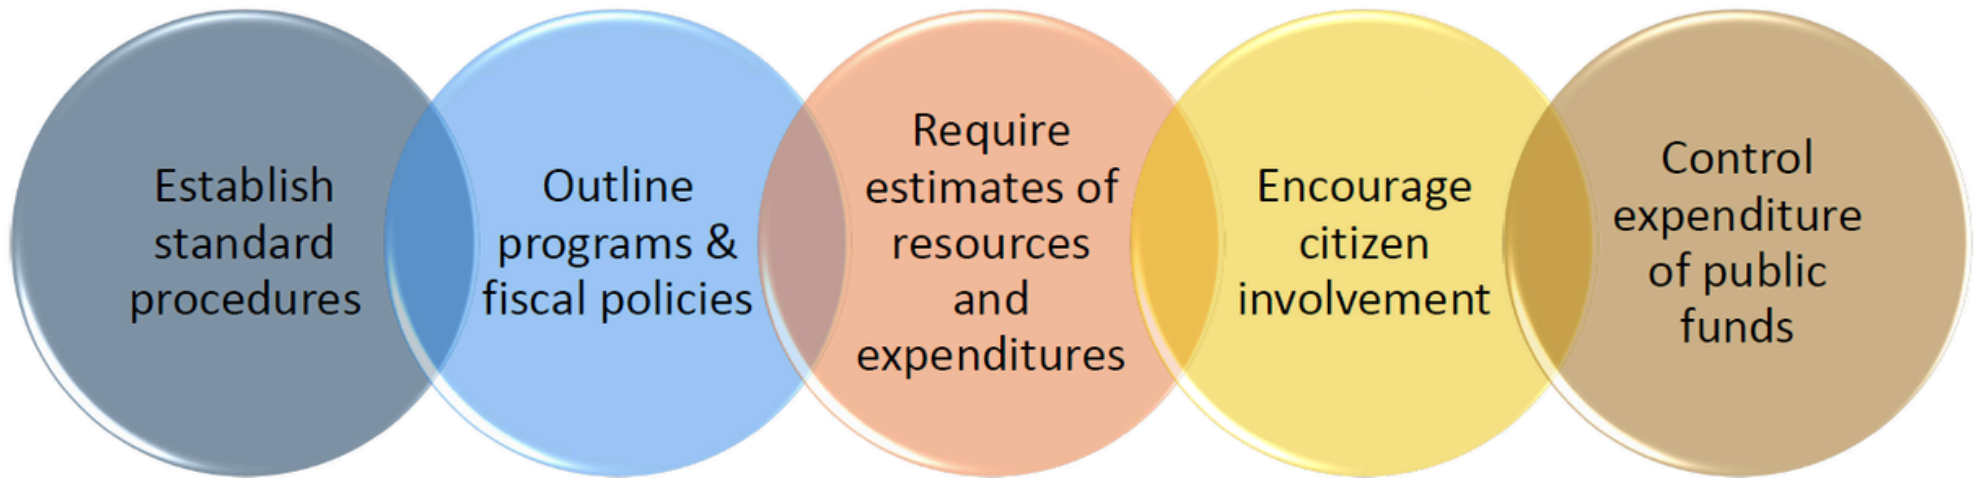 Establish
standard
procedures
Outline
programs &
fiscal policies
Require
estimates of
resources
and
expenditures
Encourage
citizen
involvement
Control
expenditure
of public
funds